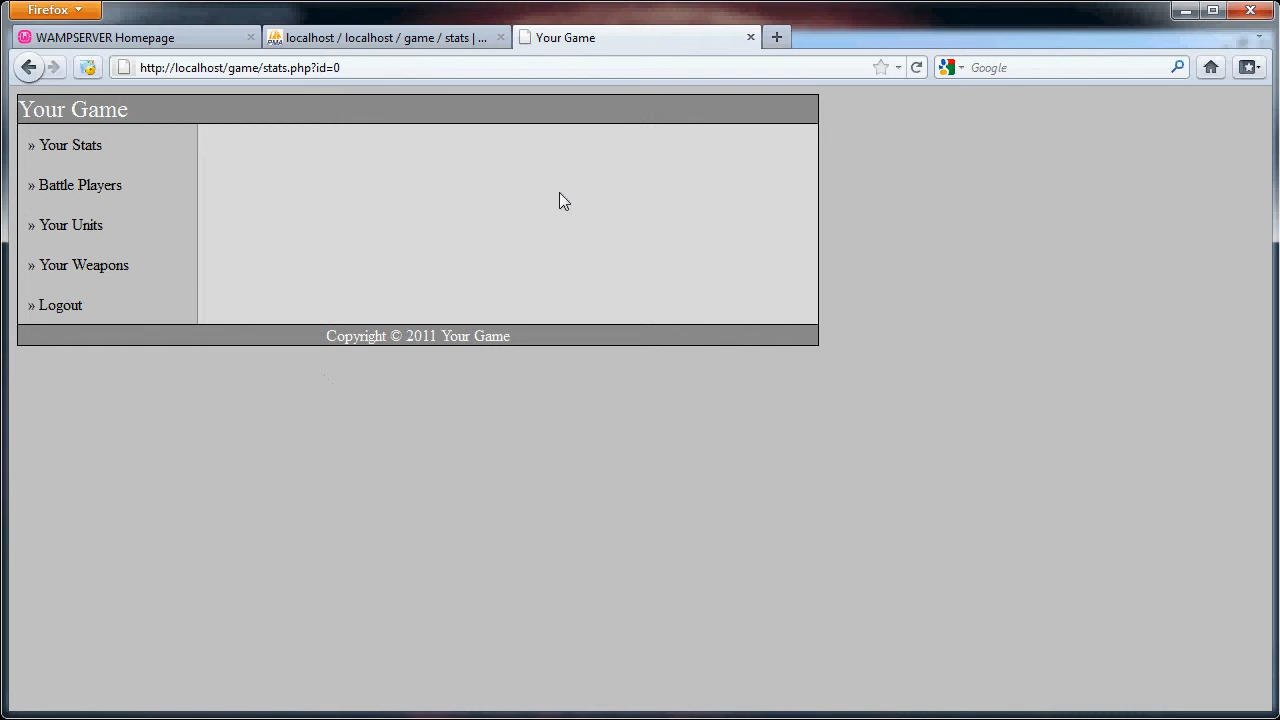 Firefox
WAMPSERVER Homepage
localhost / localhost / game / stats | ...
Your Game
http://localhost/game/stats.php?id=0
Google
Your Game
» Your Stats
» Battle Players
» Your Units
» Your Weapons
» Logout
Copyright © 2011 Your Game